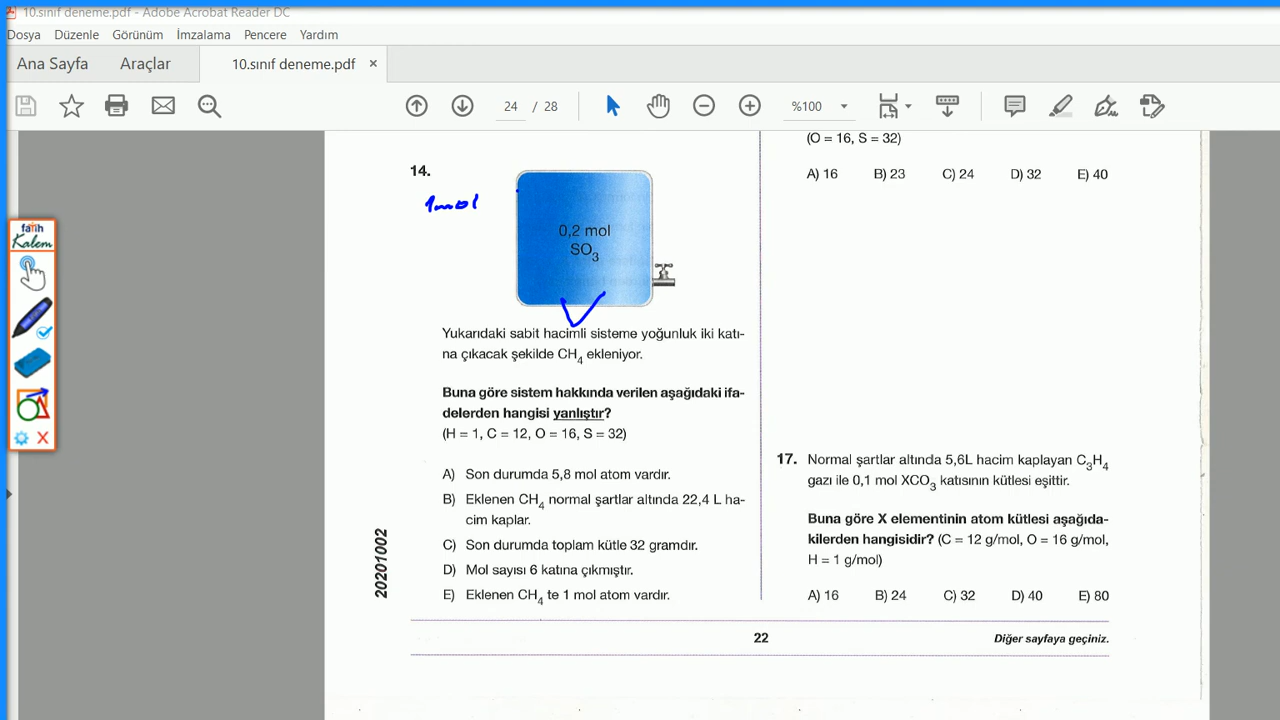 10.sınıf deneme.pdf - Adobe Acrobat Reader DC
Dosya Düzenle Görünüm İmzalama Pencere Yardım
Ana Sayfa Araçlar 10.sınıf deneme.pdf ×
24 / 28 %100
fatih
Kalem
14.
1mol
0,2 mol
SO3
Yukarıdaki sabit hacimli sisteme yoğunluk iki katı-
na çıkacak şekilde CH4 ekleniyor.
Buna göre sistem hakkında verilen aşağıdaki ifa-
delerden hangisi yanlıştır?
(H = 1, C = 12, O = 16, S = 32)
A) Son durumda 5,8 mol atom vardır.
B) Eklenen CH4 normal şartlar altında 22,4 L ha-
cim kaplar.
C) Son durumda toplam kütle 32 gramdır.
D) Mol sayısı 6 katına çıkmıştır.
E) Eklenen CH4 te 1 mol atom vardır.
20201002
(O = 16, S = 32)
A) 16 B) 23 C) 24 D) 32 E) 40
17. Normal şartlar altında 5,6L hacim kaplayan C3H4
gazı ile 0,1 mol XCO3 katısının kütlesi eşittir.
Buna göre X elementinin atom kütlesi aşağıda-
kilerden hangisidir? (C = 12 g/mol, O = 16 g/mol,
H = 1 g/mol)
A) 16 B) 24 C) 32 D) 40 E) 80
22
Diğer sayfaya geçiniz.